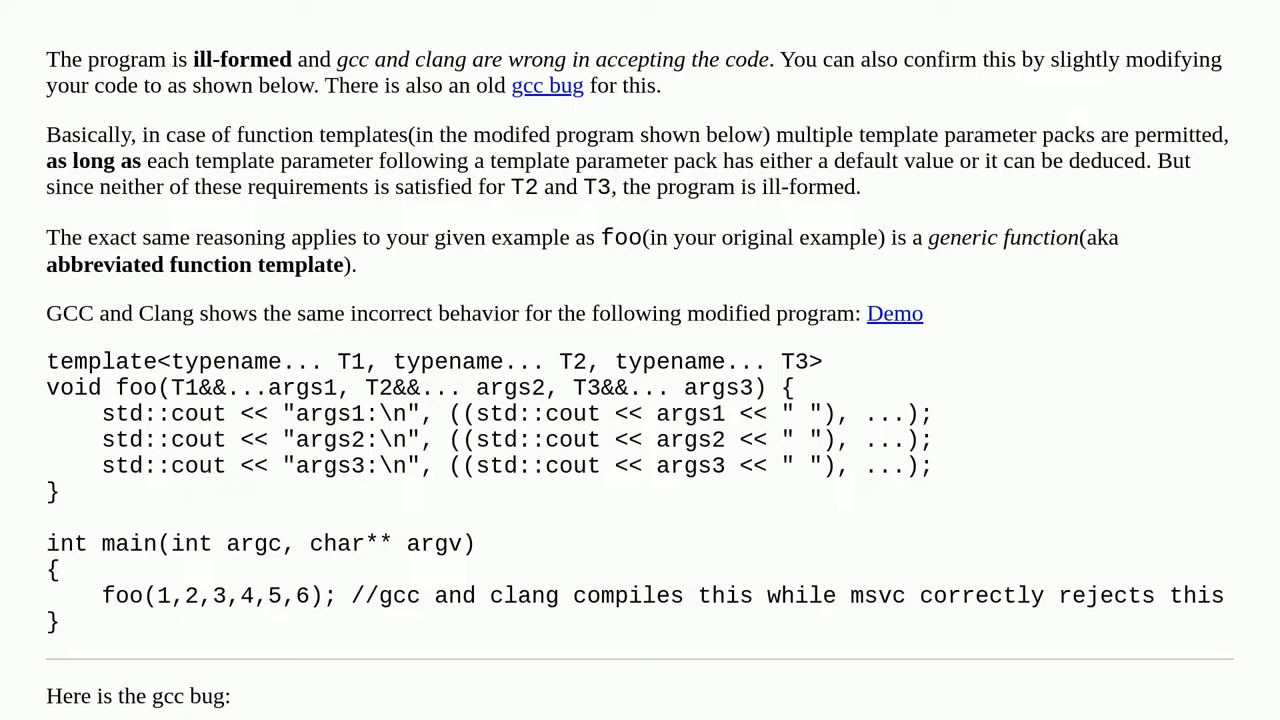 The program is ill-formed and gcc and clang are wrong in accepting the code. You can also confirm this by slightly modifying
your code to as shown below. There is also an old gcc bug for this.
Basically, in case of function templates(in the modifed program shown below) multiple template parameter packs are permitted,
as long as each template parameter following a template parameter pack has either a default value or it can be deduced. But
since neither of these requirements is satisfied for T2 and T3, the program is ill-formed.
The exact same reasoning applies to your given example as foo(in your original example) is a generic function(aka
abbreviated function template).
GCC and Clang shows the same incorrect behavior for the following modified program: Demo
template<typename... T1, typename... T2, typename... T3>
void foo(T1&&...args1, T2&&... args2, T3&&... args3) {
    std::cout << "args1:\n", ((std::cout << args1 << " "), ...);
    std::cout << "args2:\n", ((std::cout << args2 << " "), ...);
    std::cout << "args3:\n", ((std::cout << args3 << " "), ...);
}
int main(int argc, char** argv)
{
    foo(1,2,3,4,5,6); //gcc and clang compiles this while msvc correctly rejects this
}
Here is the gcc bug: